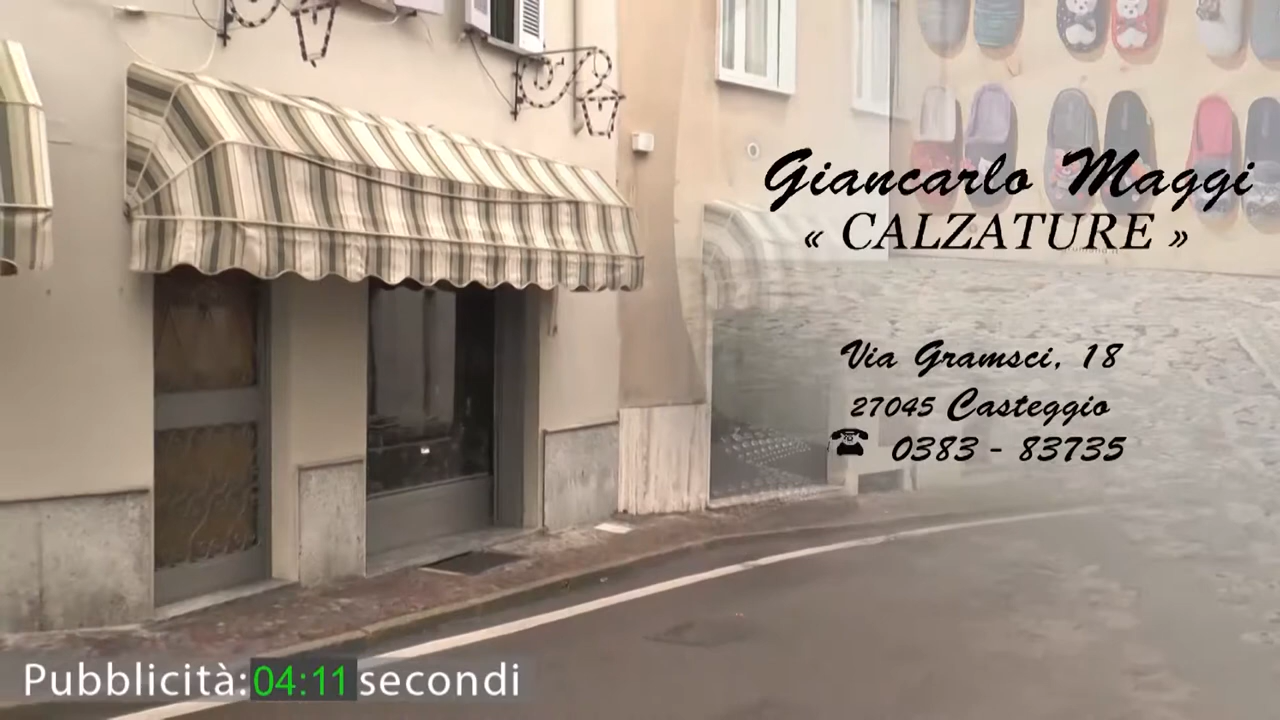 Giancarlo Maggi
« CALZATURE »
Via Gramsci, 18
27045 Casteggio
☎ 0383 - 83735
Pubblicità: 04:11 secondi